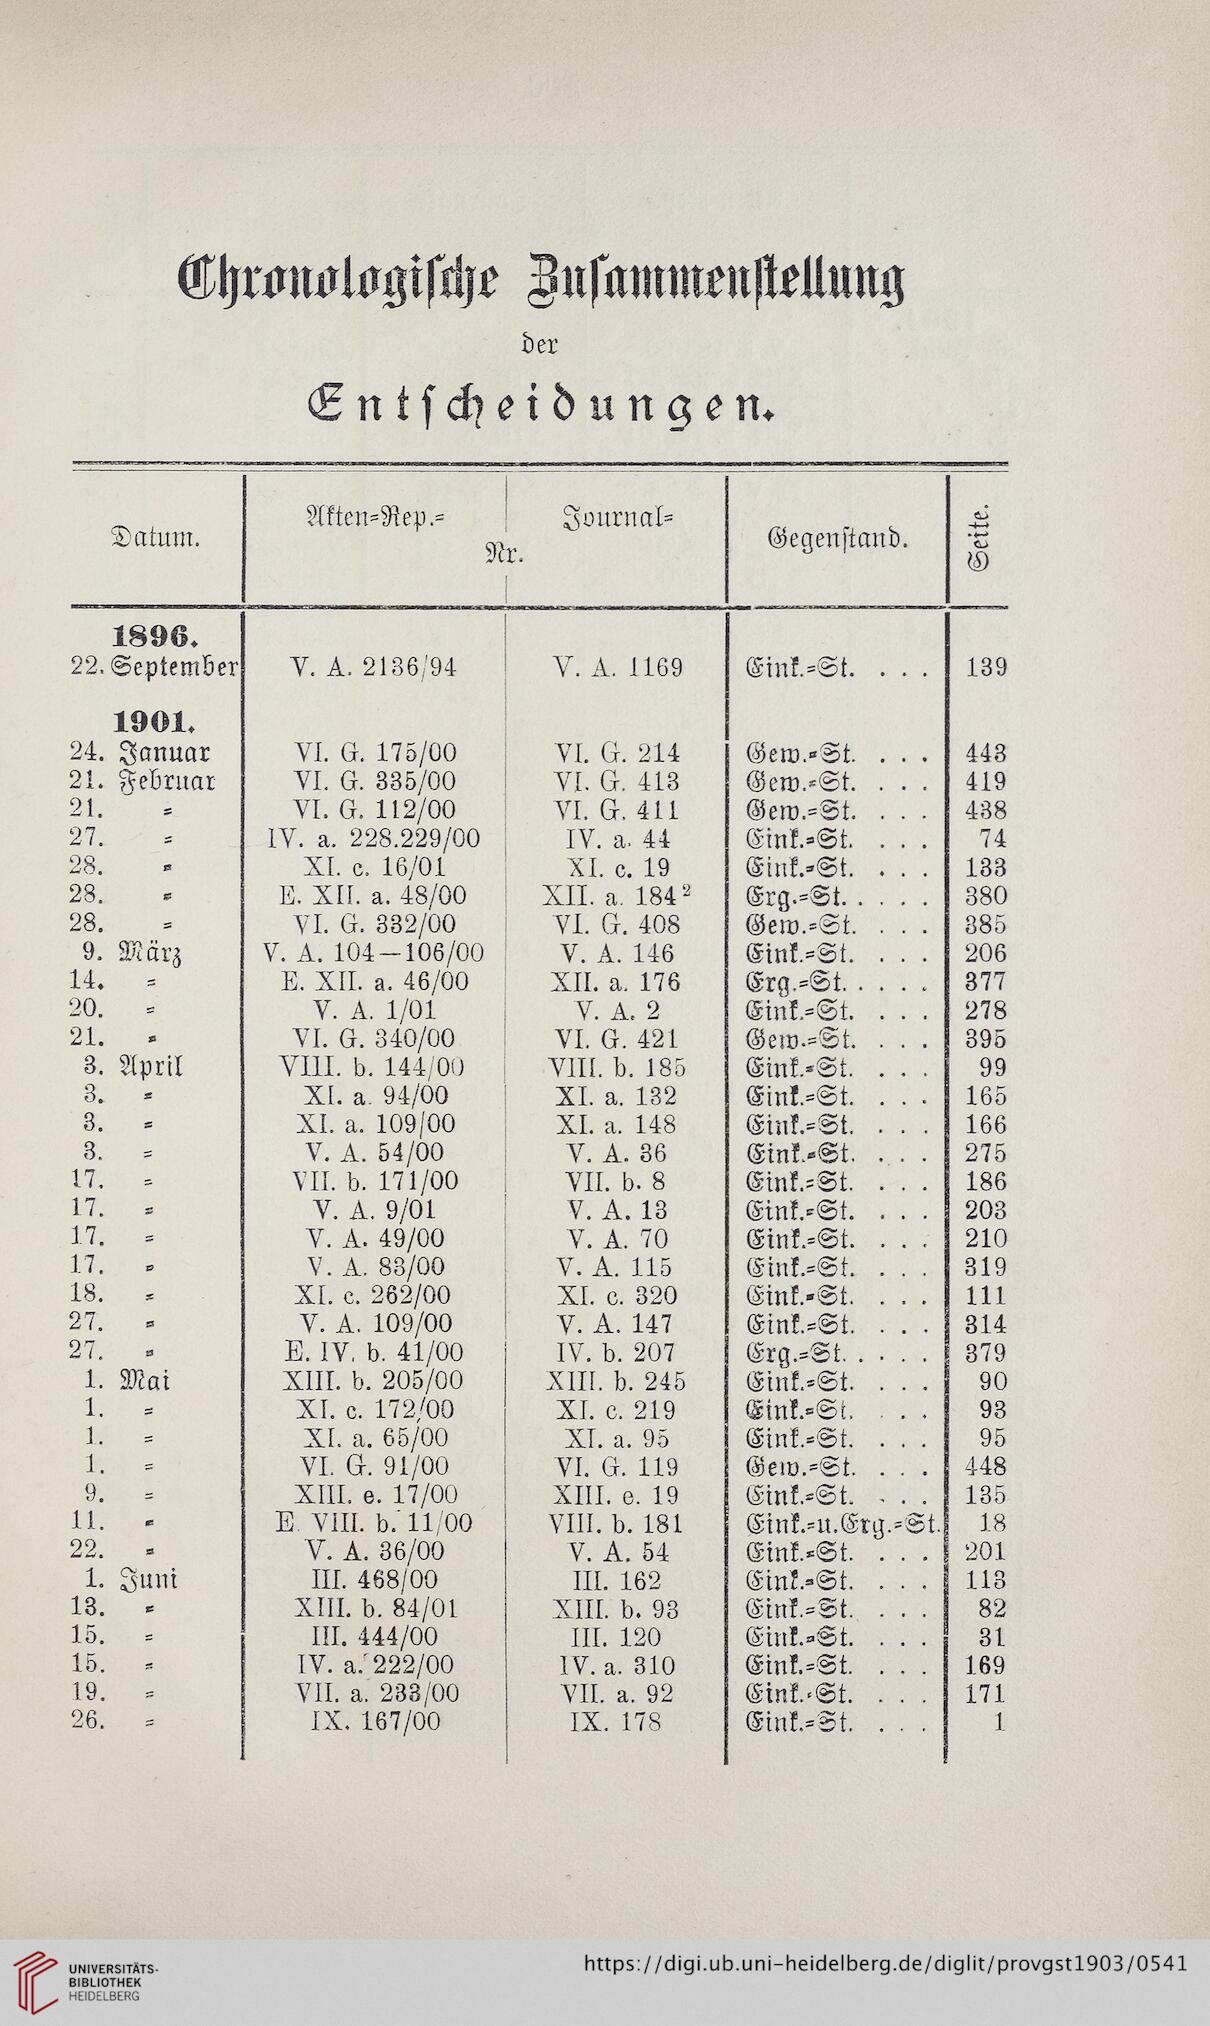 Chronologische Zusammenstellung
der
Entscheidungen.
Datum. Akten=Rep.= Journal= Gegenstand. Seite.
Nr.
1896.
22. September V. A. 2136/94 V. A. 1169 Eink.=St. . . . 139
1901.
24. Januar VI. G. 175/00 VI. G. 214 Gew.=St. . . . 443
21. Februar VI. G. 335/00 VI. G. 413 Gew.=St. . . . 419
21. = VI. G. 112/00 VI. G. 411 Gew.=St. . . . 438
27. = IV. a. 228.229/00 IV. a. 44 Eink.=St. . . . 74
28. = XI. c. 16/01 XI. c. 19 Eink.=St. . . . 133
28. = E. XII. a. 48/00 XII. a. 184² Erg.=St. . . . . 380
28. = VI. G. 332/00 VI. G. 408 Gew.=St. . . . 385
9. März V. A. 104—106/00 V. A. 146 Eink.=St. . . . 206
14. = E. XII. a. 46/00 XII. a. 176 Erg.=St. . . . . 377
20. = V. A. 1/01 V. A. 2 Eink.=St. . . . 278
21. = VI. G. 340/00 VI. G. 421 Gew.=St. . . . 395
3. April VIII. b. 144/00 VIII. b. 185 Eink.=St. . . . 99
3. = XI. a. 94/00 XI. a. 132 Eink.=St. . . . 165
3. = XI. a. 109/00 XI. a. 148 Eink.=St. . . . 166
3. = V. A. 54/00 V. A. 36 Eink.=St. . . . 275
17. = VII. b. 171/00 VII. b. 8 Eink.=St. . . . 186
17. = V. A. 9/01 V. A. 13 Eink.=St. . . . 203
17. = V. A. 49/00 V. A. 70 Eink.=St. . . . 210
17. = V. A. 83/00 V. A. 115 Eink.=St. . . . 319
18. = XI. c. 262/00 XI. c. 320 Eink.=St. . . . 111
27. = V. A. 109/00 V. A. 147 Eink.=St. . . . 314
27. = E. IV. b. 41/00 IV. b. 207 Erg.=St. . . . . 379
1. Mai XIII. b. 205/00 XIII. b. 245 Eink.=St. . . . 90
1. = XI. c. 172/00 XI. c. 219 Eink.=St. . . . 93
1. = XI. a. 65/00 XI. a. 95 Eink.=St. . . . 95
1. = VI. G. 91/00 VI. G. 119 Gew.=St. . . . 448
9. = XIII. e. 17/00 XIII. e. 19 Eink.=St. . . . 135
11. = E. VIII. b. 11/00 VIII. b. 181 Eink.=u.Erg.=St. 18
22. = V. A. 36/00 V. A. 54 Eink.=St. . . . 201
1. Juni III. 468/00 III. 162 Eink.=St. . . . 113
13. = XIII. b. 84/01 XIII. b. 93 Eink.=St. . . . 82
15. = III. 444/00 III. 120 Eink.=St. . . . 31
15. = IV. a. 222/00 IV. a. 310 Eink.=St. . . . 169
19. = VII. a. 233/00 VII. a. 92 Eink.=St. . . . 171
26. = IX. 167/00 IX. 178 Eink.=St. . . . 1
UNIVERSITÄTS-
BIBLIOTHEK
HEIDELBERG
https://digi.ub.uni-heidelberg.de/diglit/provgst1903/0541